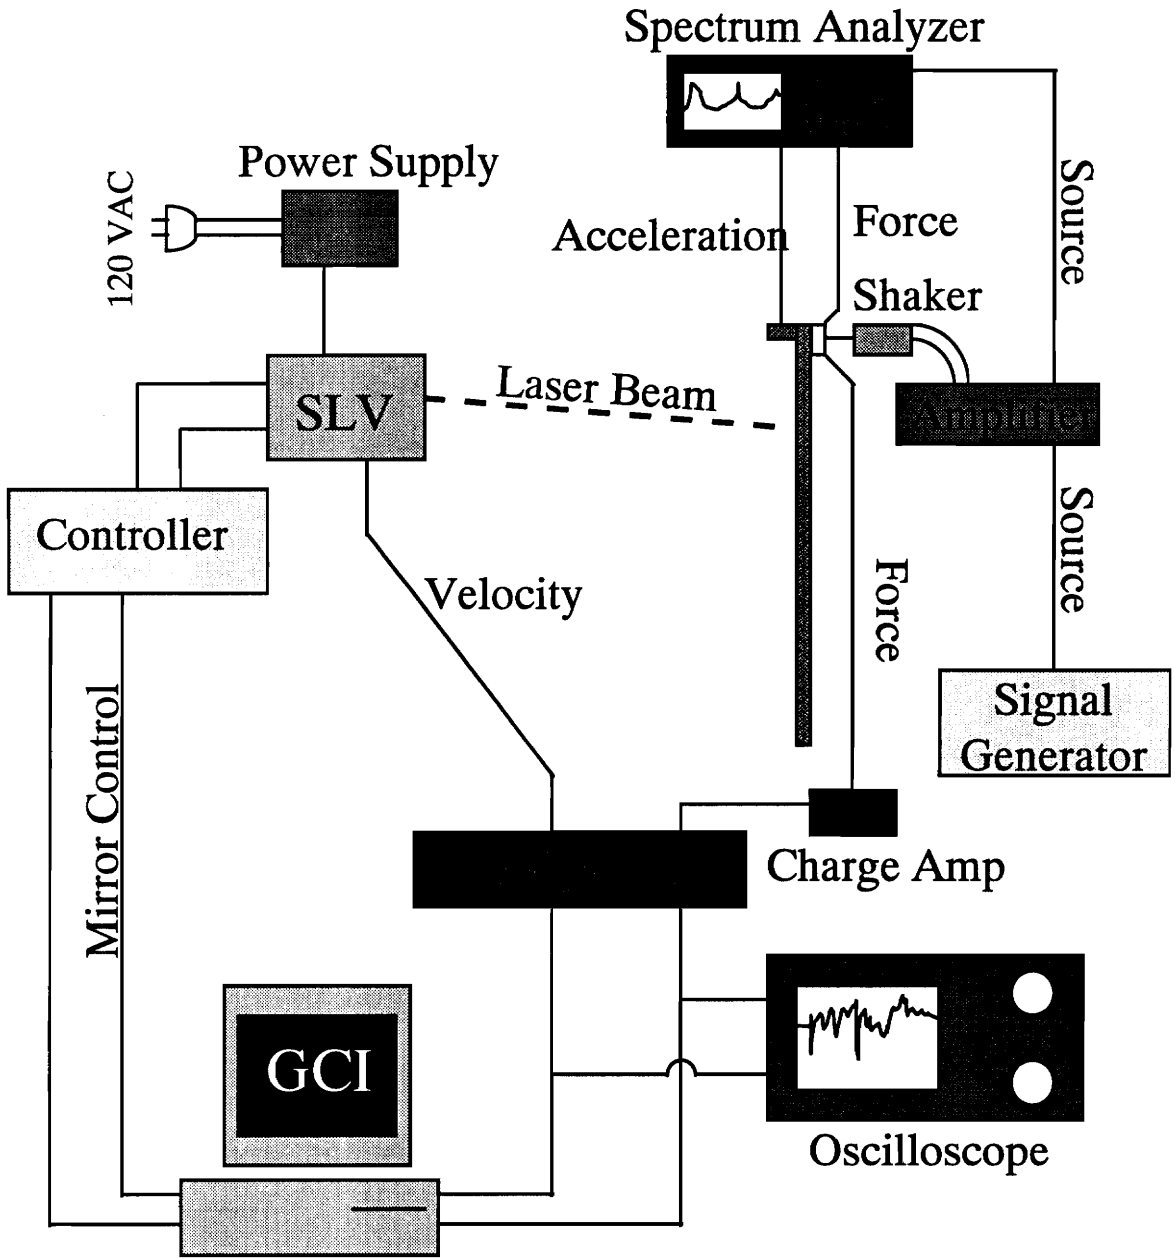 Spectrum Analyzer
Power Supply
120 VAC
Acceleration
Force
Source
Shaker
Laser Beam
SLV
Amplifier
Controller
Velocity
Force
Source
Signal
Generator
Mirror Control
Charge Amp
GCI
Oscilloscope